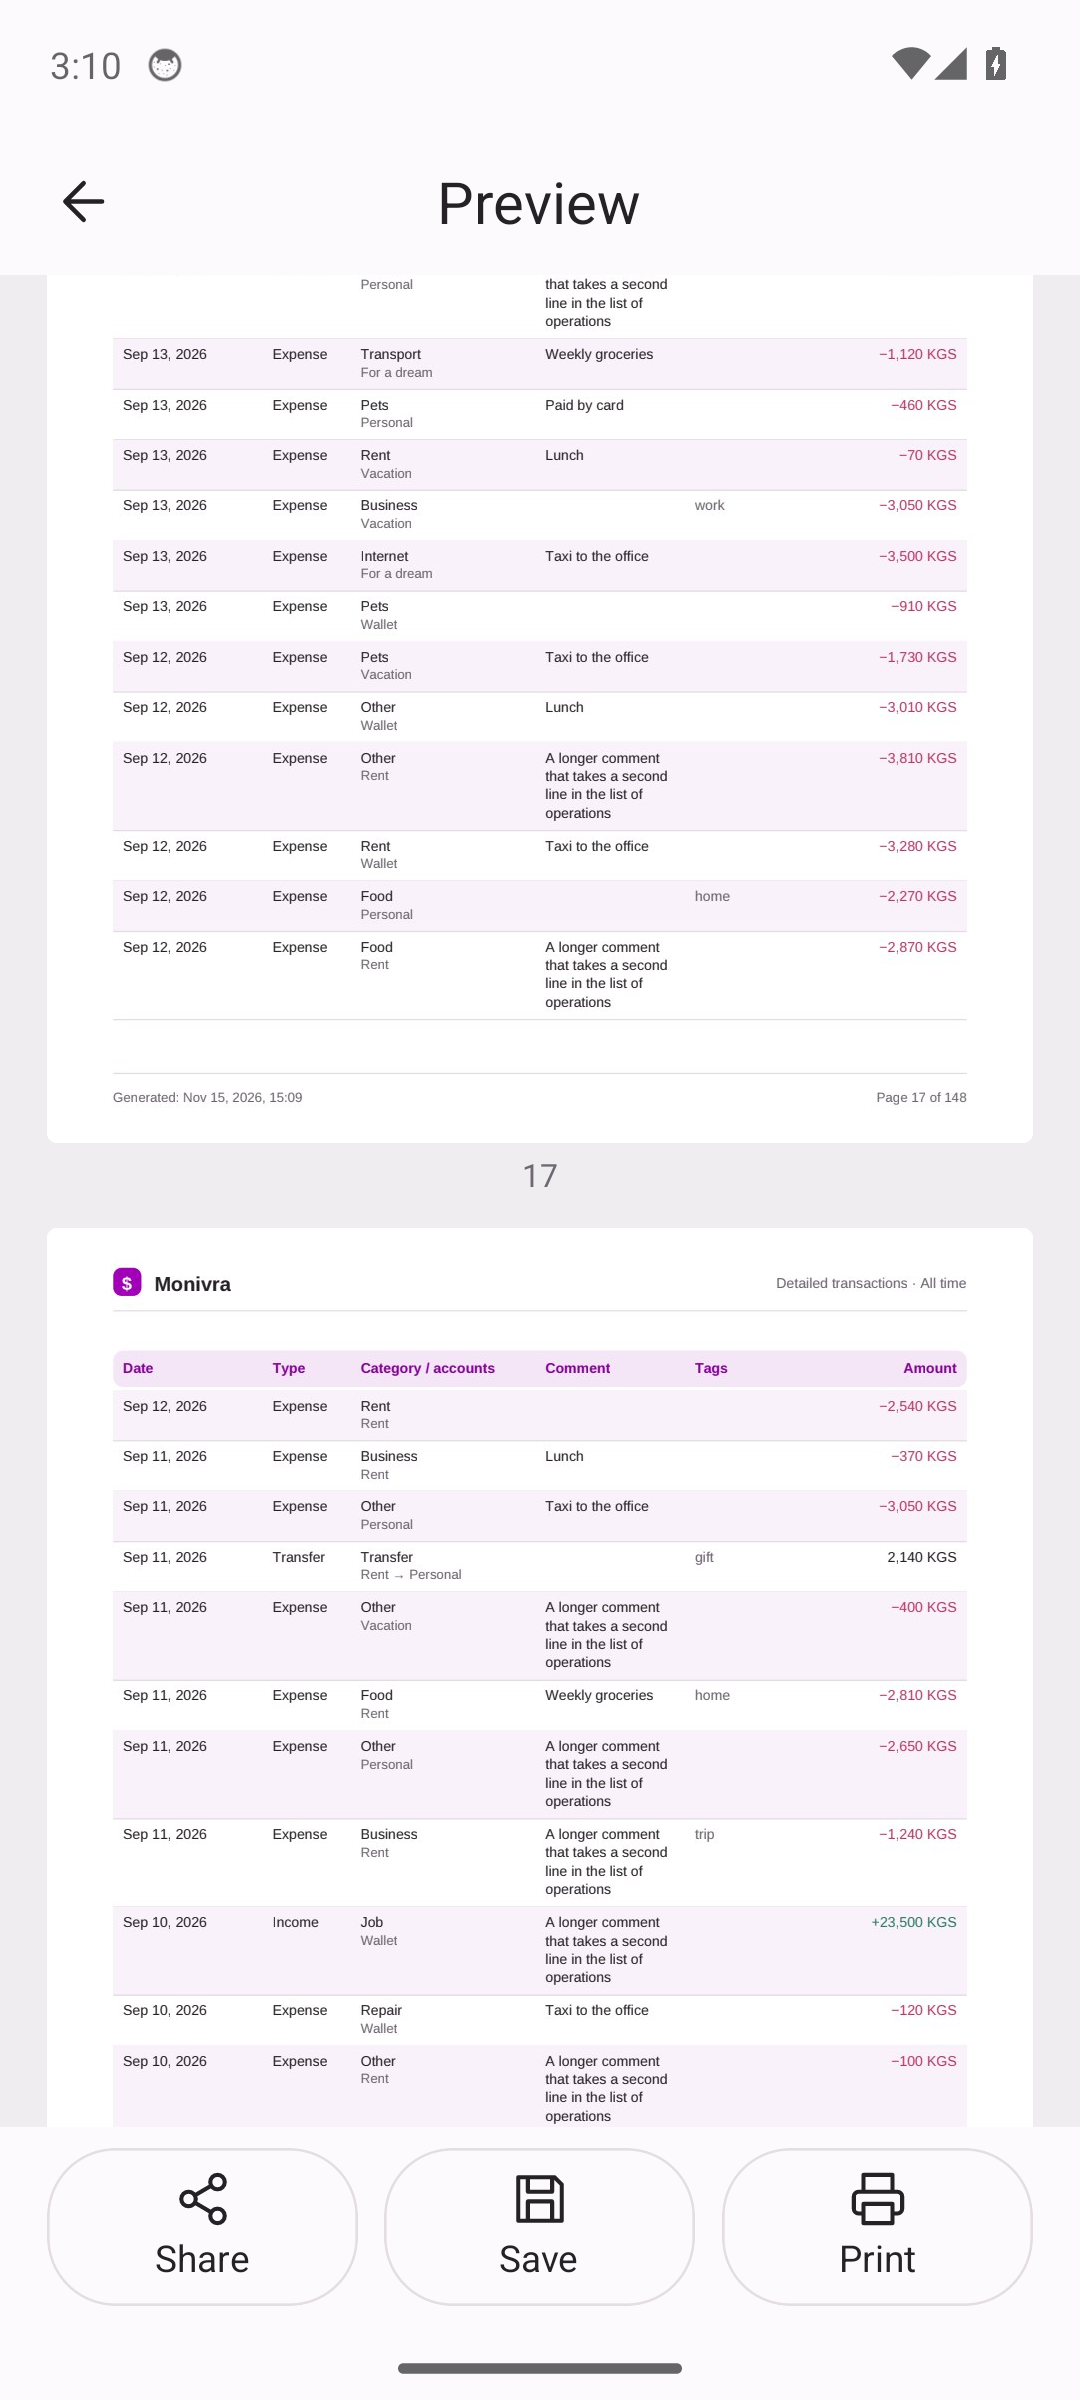 3:10
Preview
Personal that takes a second
line in the list of
operations
Sep 13, 2026 Expense Transport Weekly groceries −1,120 KGS
For a dream
Sep 13, 2026 Expense Pets Paid by card −460 KGS
Personal
Sep 13, 2026 Expense Rent Lunch −70 KGS
Vacation
Sep 13, 2026 Expense Business work −3,050 KGS
Vacation
Sep 13, 2026 Expense Internet Taxi to the office −3,500 KGS
For a dream
Sep 13, 2026 Expense Pets −910 KGS
Wallet
Sep 12, 2026 Expense Pets Taxi to the office −1,730 KGS
Vacation
Sep 12, 2026 Expense Other Lunch −3,010 KGS
Wallet
Sep 12, 2026 Expense Other A longer comment −3,810 KGS
Rent that takes a second
line in the list of
operations
Sep 12, 2026 Expense Rent Taxi to the office −3,280 KGS
Wallet
Sep 12, 2026 Expense Food home −2,270 KGS
Personal
Sep 12, 2026 Expense Food A longer comment −2,870 KGS
Rent that takes a second
line in the list of
operations
Generated: Nov 15, 2026, 15:09 Page 17 of 148
17
$ Monivra Detailed transactions · All time
Date Type Category / accounts Comment Tags Amount
Sep 12, 2026 Expense Rent −2,540 KGS
Rent
Sep 11, 2026 Expense Business Lunch −370 KGS
Rent
Sep 11, 2026 Expense Other Taxi to the office −3,050 KGS
Personal
Sep 11, 2026 Transfer Transfer gift 2,140 KGS
Rent → Personal
Sep 11, 2026 Expense Other A longer comment −400 KGS
Vacation that takes a second
line in the list of
operations
Sep 11, 2026 Expense Food Weekly groceries home −2,810 KGS
Rent
Sep 11, 2026 Expense Other A longer comment −2,650 KGS
Personal that takes a second
line in the list of
operations
Sep 11, 2026 Expense Business A longer comment trip −1,240 KGS
Rent that takes a second
line in the list of
operations
Sep 10, 2026 Income Job A longer comment +23,500 KGS
Wallet that takes a second
line in the list of
operations
Sep 10, 2026 Expense Repair Taxi to the office −120 KGS
Wallet
Sep 10, 2026 Expense Other A longer comment −100 KGS
Rent that takes a second
line in the list of
operations
Share Save Print